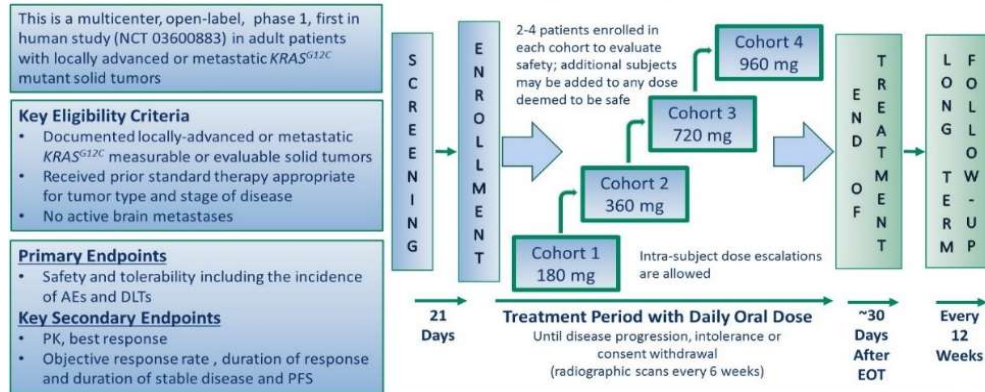 This is a multicenter, open-label, phase 1, first in
human study (NCT 03600883) in adult patients
with locally advanced or metastatic KRASG12C
mutant solid tumors
Key Eligibility Criteria
• Documented locally-advanced or metastatic
KRASG12C measurable or evaluable solid tumors
• Received prior standard therapy appropriate
for tumor type and stage of disease
• No active brain metastases
Primary Endpoints
• Safety and tolerability including the incidence
of AEs and DLTs
Key Secondary Endpoints
• PK, best response
• Objective response rate , duration of response
and duration of stable disease and PFS
SCREENING
ENROLLMENT
2-4 patients enrolled in
each cohort to evaluate
safety; additional subjects
may be added to any dose
deemed to be safe
Cohort 4
960 mg
Cohort 3
720 mg
Cohort 2
360 mg
Cohort 1
180 mg
Intra-subject dose escalations
are allowed
END OF
TREATMENT
LONG TERM
FOLLOW-UP
21
Days
Treatment Period with Daily Oral Dose
Until disease progression, intolerance or
consent withdrawal
(radiographic scans every 6 weeks)
~30
Days
After
EOT
Every
12
Weeks